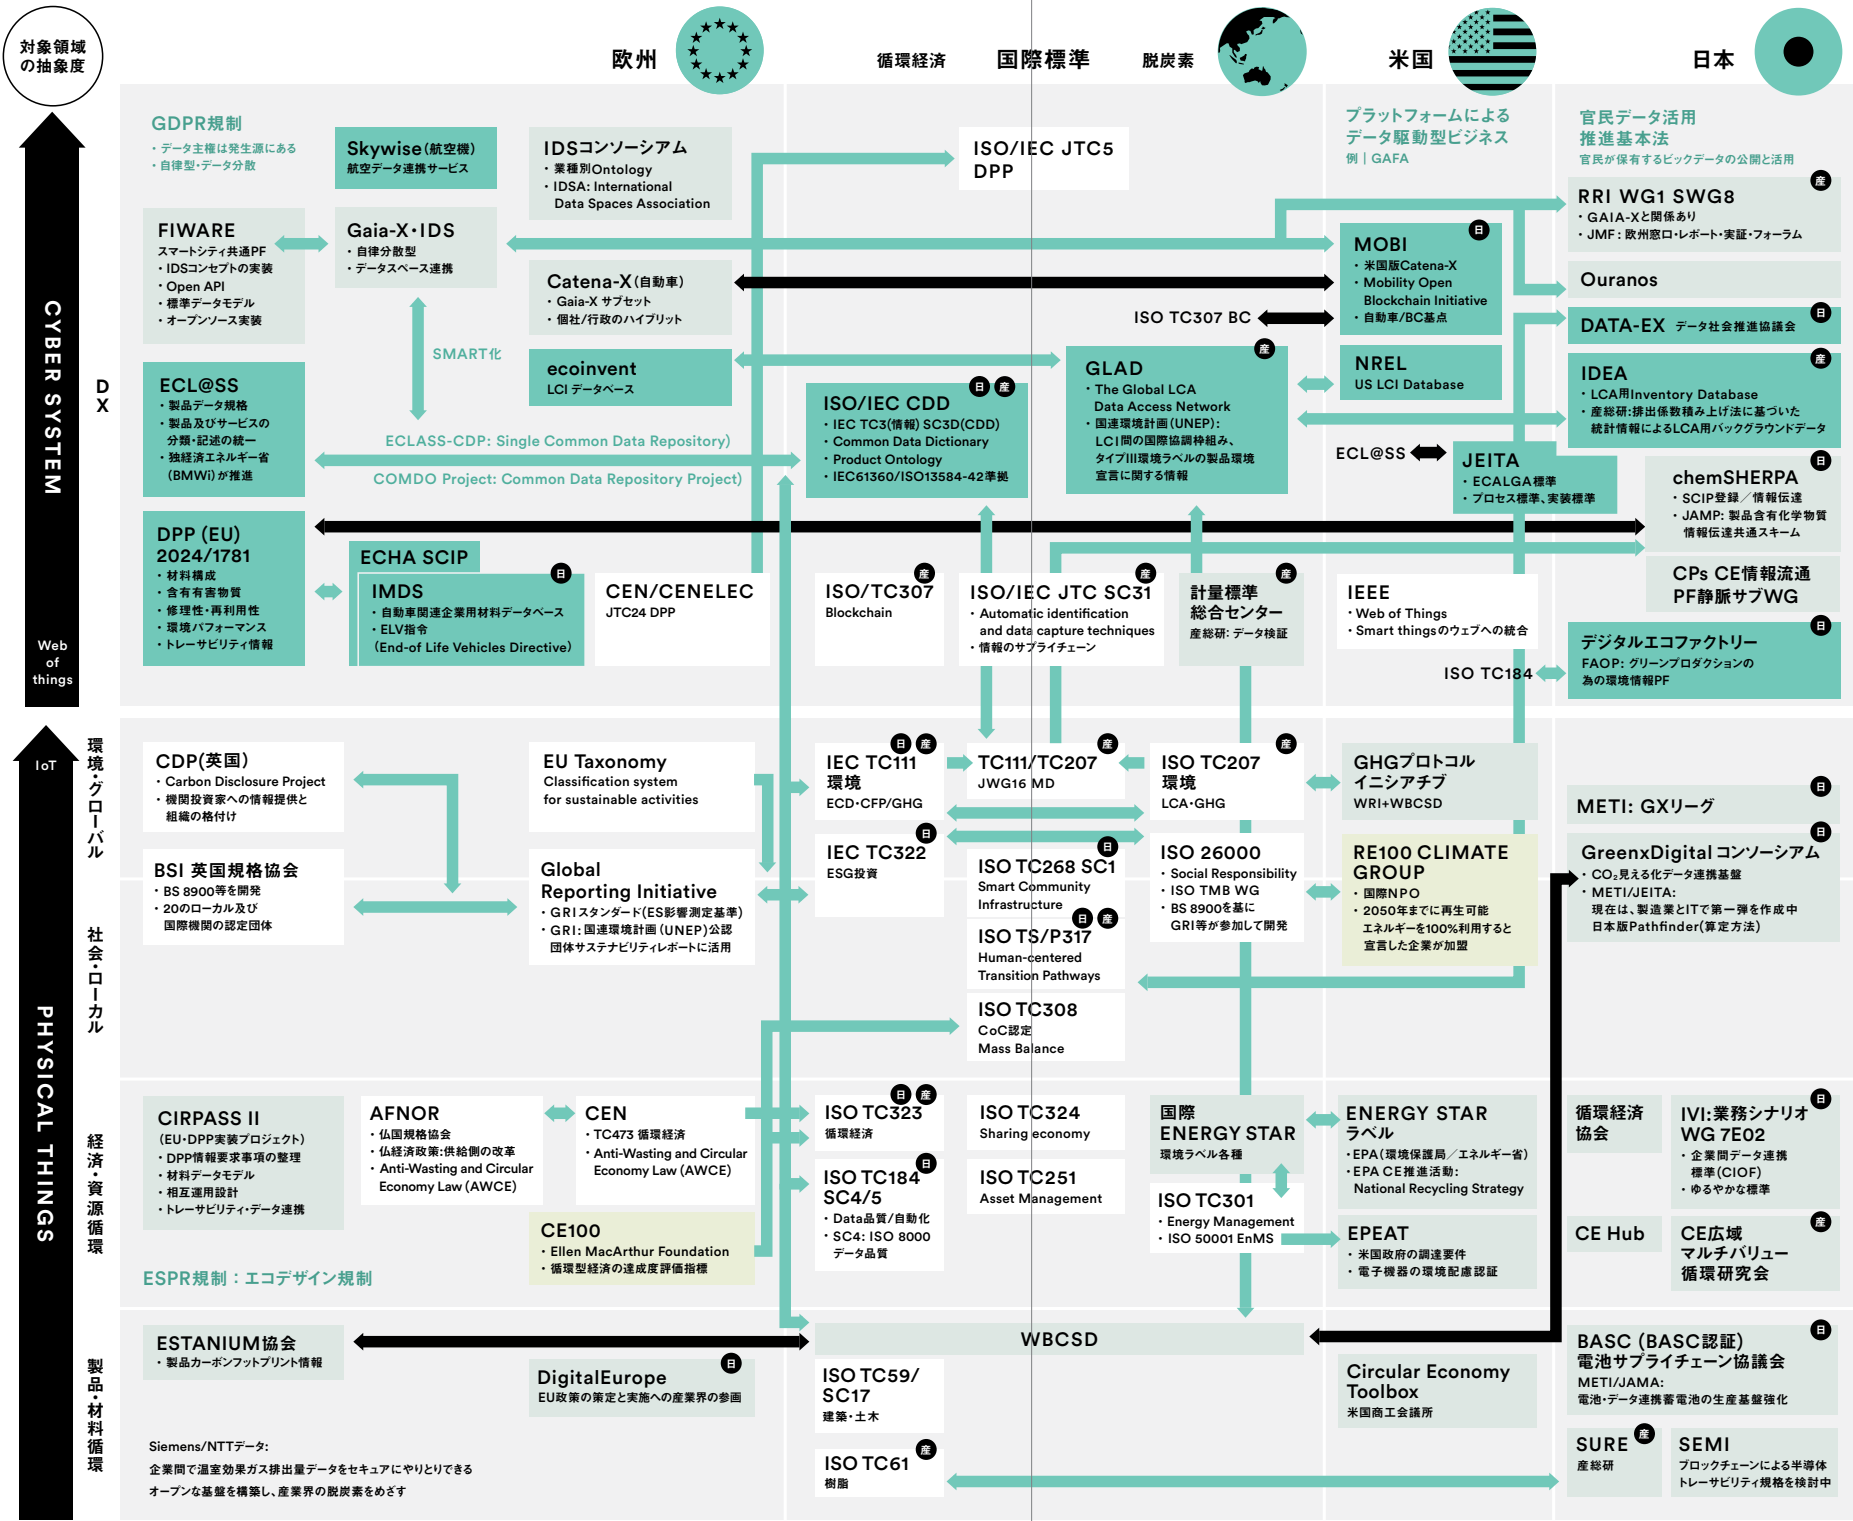 対象領域
の抽象度
欧州
循環経済
国際標準
脱炭素
米国
日本
CYBER SYSTEM
DX
Web
of
things
GDPR規制
・データ主権は発生源にある
・自律型・データ分散
Skywise(航空機)
航空データ連携サービス
IDSコンソーシアム
・業種別Ontology
・IDSA: International
Data Spaces Association
FIWARE
スマートシティ共通PF
・IDSコンセプトの実装
・Open API
・標準データモデル
・オープンソース実装
Gaia-X・IDS
・自律分散型
・データスペース連携
Catena-X(自動車)
・Gaia-X サブセット
・個社/行政のハイブリット
SMART化
ecoinvent
LCI データベース
ECL@SS
・製品データ規格
・製品及びサービスの
分類・記述の統一
・独経済エネルギー省
(BMWi)が推進
ECLASS-CDP: Single Common Data Repository)
COMDO Project: Common Data Repository Project)
DPP (EU)
2024/1781
・材料構成
・含有有害物質
・修理性・再利用性
・環境パフォーマンス
・トレーサビリティ情報
ECHA SCIP
日
IMDS
・自動車関連企業用材料データベース
・ELV指令
(End-of Life Vehicles Directive)
CEN/CENELEC
JTC24 DPP
ISO/IEC JTC5
DPP
ISO TC307 BC
日 産
ISO/IEC CDD
・IEC TC3(情報) SC3D(CDD)
・Common Data Dictionary
・Product Ontology
・IEC61360/ISO13584-42準拠
産
GLAD
・The Global LCA
Data Access Network
・国連環境計画(UNEP):
LCI間の国際協調枠組み、
タイプIII環境ラベルの製品環境
宣言に関する情報
産
ISO/TC307
Blockchain
産
ISO/IEC JTC SC31
・Automatic identification
and data capture techniques
・情報のサプライチェーン
産
計量標準
総合センター
産総研: データ検証
プラットフォームによる
データ駆動型ビジネス
例｜GAFA
日
MOBI
・米国版Catena-X
・Mobility Open
Blockchain Initiative
・自動車/BC基点
NREL
US LCI Database
ECL@SS
JEITA
・ECALGA標準
・プロセス標準、実装標準
IEEE
・Web of Things
・Smart thingsのウェブへの統合
ISO TC184
官民データ活用
推進基本法
官民が保有するビックデータの公開と活用
産
RRI WG1 SWG8
・GAIA-Xと関係あり
・JMF: 欧州窓口・レポート・実証・フォーラム
Ouranos
日
DATA-EX データ社会推進協議会
産
IDEA
・LCA用Inventory Database
・産総研:排出係数積み上げ法に基づいた
統計情報によるLCA用バックグラウンドデータ
日
chemSHERPA
・SCIP登録／情報伝達
・JAMP: 製品含有化学物質
情報伝達共通スキーム
CPs CE情報流通
PF静脈サブWG
日
デジタルエコファクトリー
FAOP: グリーンプロダクションの
為の環境情報PF
IoT
PHYSICAL THINGS
環境・グローバル
社会・ローカル
経済・資源循環
製品・材料循環
CDP(英国)
・Carbon Disclosure Project
・機関投資家への情報提供と
組織の格付け
EU Taxonomy
Classification system
for sustainable activities
BSI 英国規格協会
・BS 8900等を開発
・20のローカル及び
国際機関の認定団体
Global
Reporting Initiative
・GRIスタンダード(ES影響測定基準)
・GRI: 国連環境計画(UNEP)公認
団体サステナビリティレポートに活用
日 産
IEC TC111
環境
ECD・CFP/GHG
産
TC111/TC207
JWG16 MD
産
ISO TC207
環境
LCA・GHG
日
IEC TC322
ESG投資
日
ISO TC268 SC1
Smart Community
Infrastructure
日 産
ISO TS/P317
Human-centered
Transition Pathways
ISO TC308
CoC認定
Mass Balance
ISO 26000
・Social Responsibility
・ISO TMB WG
・BS 8900を基に
GRI等が参加して開発
GHGプロトコル
イニシアチブ
WRI+WBCSD
RE100 CLIMATE
GROUP
・国際NPO
・2050年までに再生可能
エネルギーを100%利用すると
宣言した企業が加盟
日
METI: GXリーグ
日
GreenxDigital コンソーシアム
・CO₂見える化データ連携基盤
・METI/JEITA:
現在は、製造業とITで第一弾を作成中
日本版Pathfinder(算定方法)
CIRPASS II
(EU・DPP実装プロジェクト)
・DPP情報要求事項の整理
・材料データモデル
・相互運用設計
・トレーサビリティ・データ連携
AFNOR
・仏国規格協会
・仏経済政策:供給側の改革
・Anti-Wasting and Circular
Economy Law (AWCE)
CEN
・TC473 循環経済
・Anti-Wasting and Circular
Economy Law (AWCE)
CE100
・Ellen MacArthur Foundation
・循環型経済の達成度評価指標
ESPR規制：エコデザイン規制
日 産
ISO TC323
循環経済
日
ISO TC184
SC4/5
・Data品質/自動化
・SC4: ISO 8000
データ品質
ISO TC324
Sharing economy
ISO TC251
Asset Management
国際
ENERGY STAR
環境ラベル各種
ISO TC301
・Energy Management
・ISO 50001 EnMS
ENERGY STAR
ラベル
・EPA(環境保護局／エネルギー省)
・EPA CE推進活動:
National Recycling Strategy
EPEAT
・米国政府の調達要件
・電子機器の環境配慮認証
循環経済
協会
日
IVI:業務シナリオ
WG 7E02
・企業間データ連携
標準(CIOF)
・ゆるやかな標準
CE Hub
産
CE広域
マルチバリュー
循環研究会
ESTANIUM協会
・製品カーボンフットプリント情報
日
DigitalEurope
EU政策の策定と実施への産業界の参画
Siemens/NTTデータ:
企業間で温室効果ガス排出量データをセキュアにやりとりできる
オープンな基盤を構築し、産業界の脱炭素をめざす
WBCSD
ISO TC59/
SC17
建築・土木
産
ISO TC61
樹脂
Circular Economy
Toolbox
米国商工会議所
日
BASC (BASC認証)
電池サプライチェーン協議会
METI/JAMA:
電池・データ連携蓄電池の生産基盤強化
産
SURE
産総研
SEMI
ブロックチェーンによる半導体
トレーサビリティ規格を検討中